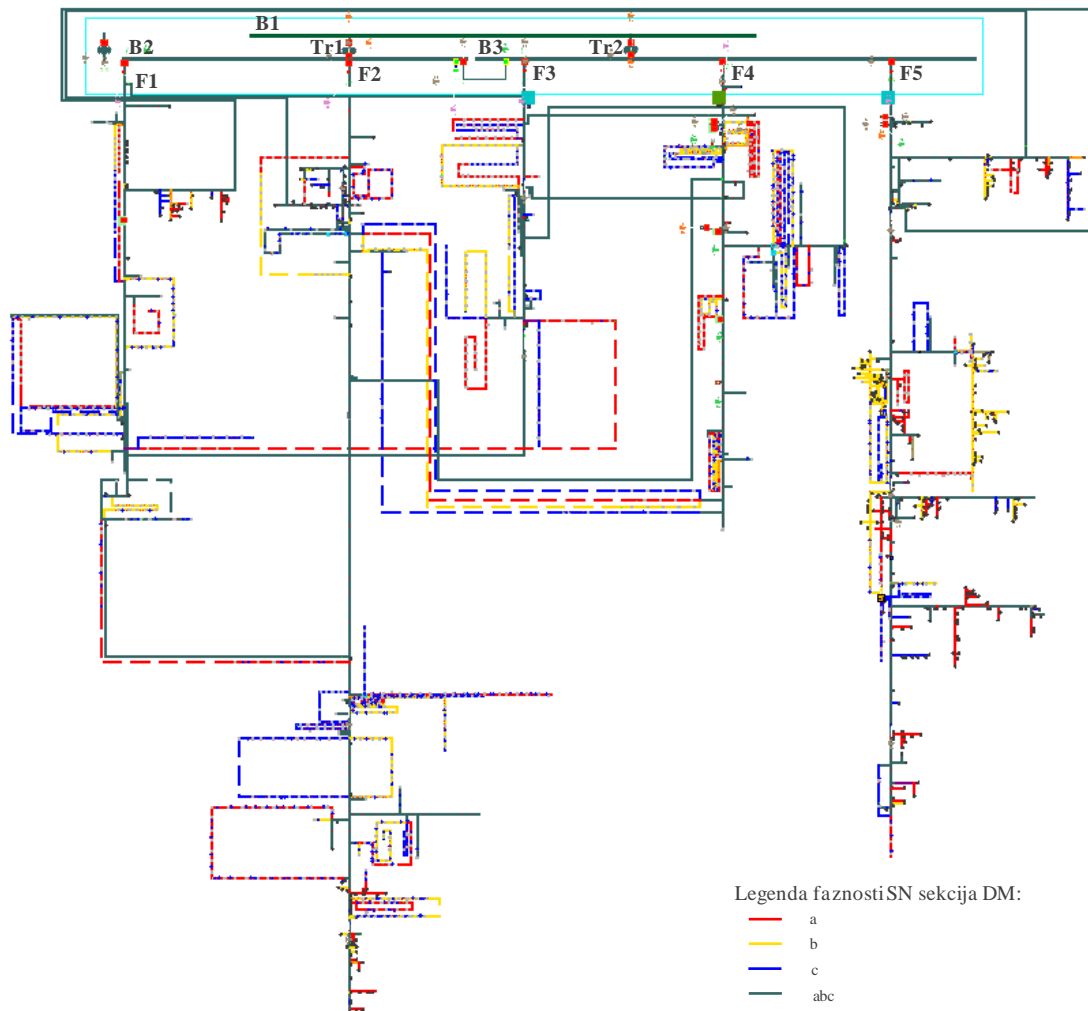 B1
B2
Tr1
B3
Tr2
F1
F2
F3
F4
F5
Legenda faznosti SN sekcija DM:
a
b
c
abc